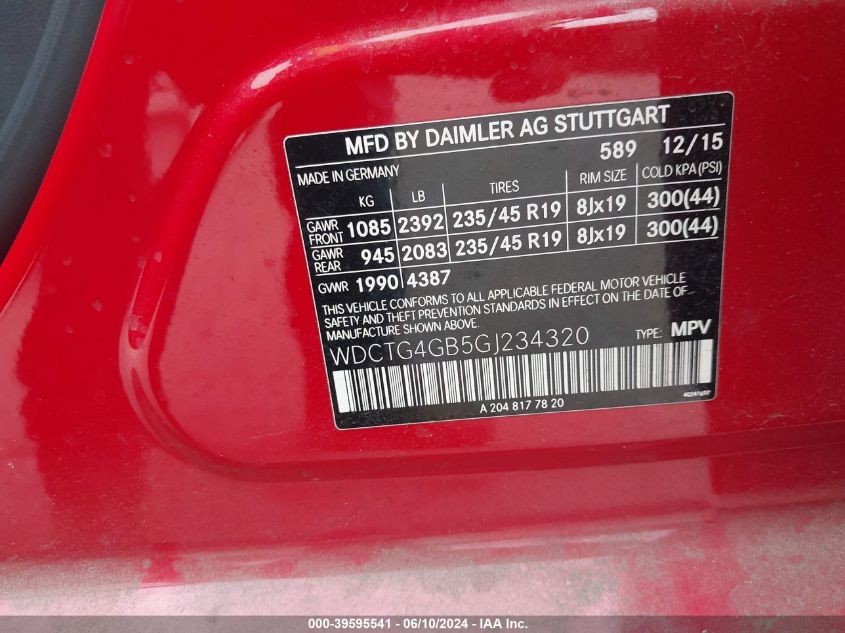 MFD BY DAIMLER AG STUTTGART
MADE IN GERMANY 589 12/15
KG LB TIRES RIM SIZE COLD KPA (PSI)
GAWR FRONT 1085 2392 235/45 R19 8Jx19 300(44)
GAWR REAR 945 2083 235/45 R19 8Jx19 300(44)
GVWR 1990 4387
THIS VEHICLE CONFORMS TO ALL APPLICABLE FEDERAL MOTOR VEHICLE
SAFETY AND THEFT PREVENTION STANDARDS IN EFFECT ON THE DATE OF
MANUFACTURE SHOWN ABOVE.
WDCTG4GB5GJ234320 TYPE: MPV
A 204 817 78 20
000-39595541 - 06/10/2024 - IAA Auctions -